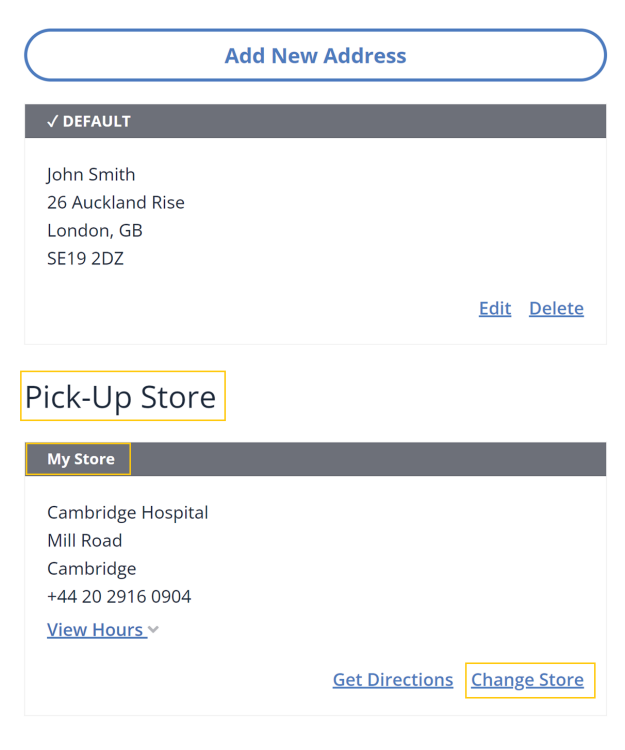 Add New Address
✓ DEFAULT
John Smith
26 Auckland Rise
London, GB
SE19 2DZ
Edit Delete
Pick-Up Store
My Store
Cambridge Hospital
Mill Road
Cambridge
+44 20 2916 0904
View Hours
Get Directions Change Store